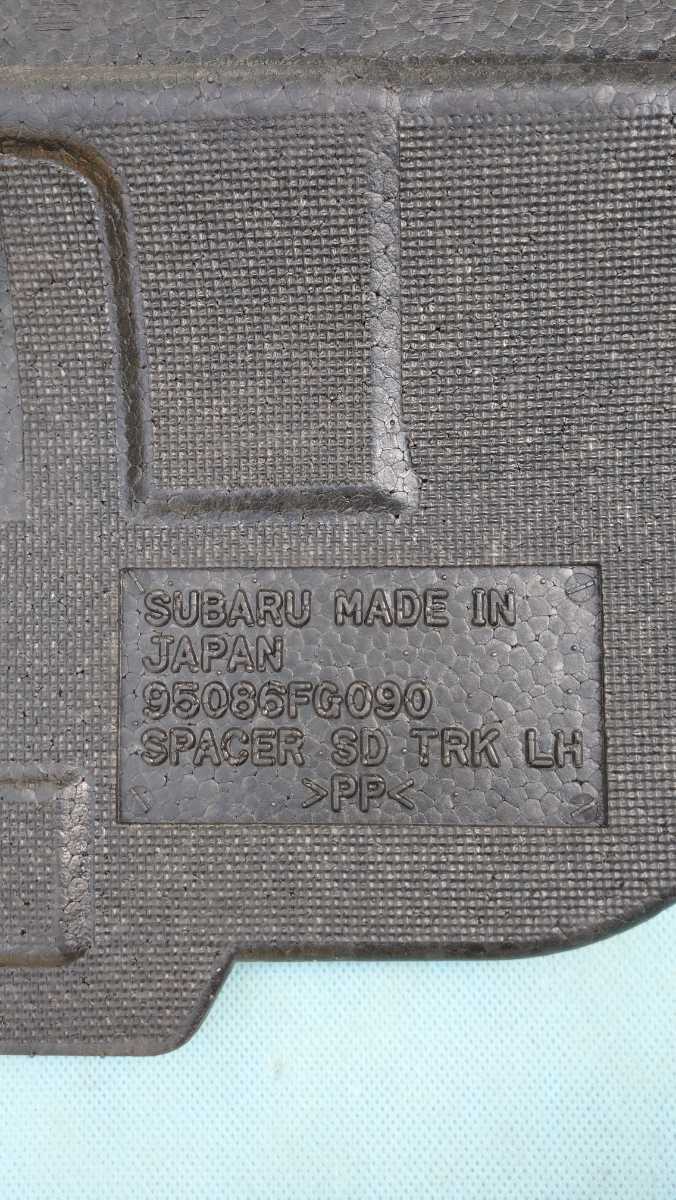 SUBARU MADE IN
JAPAN
95086FG090
SPACER SD TRK LH
>PP<